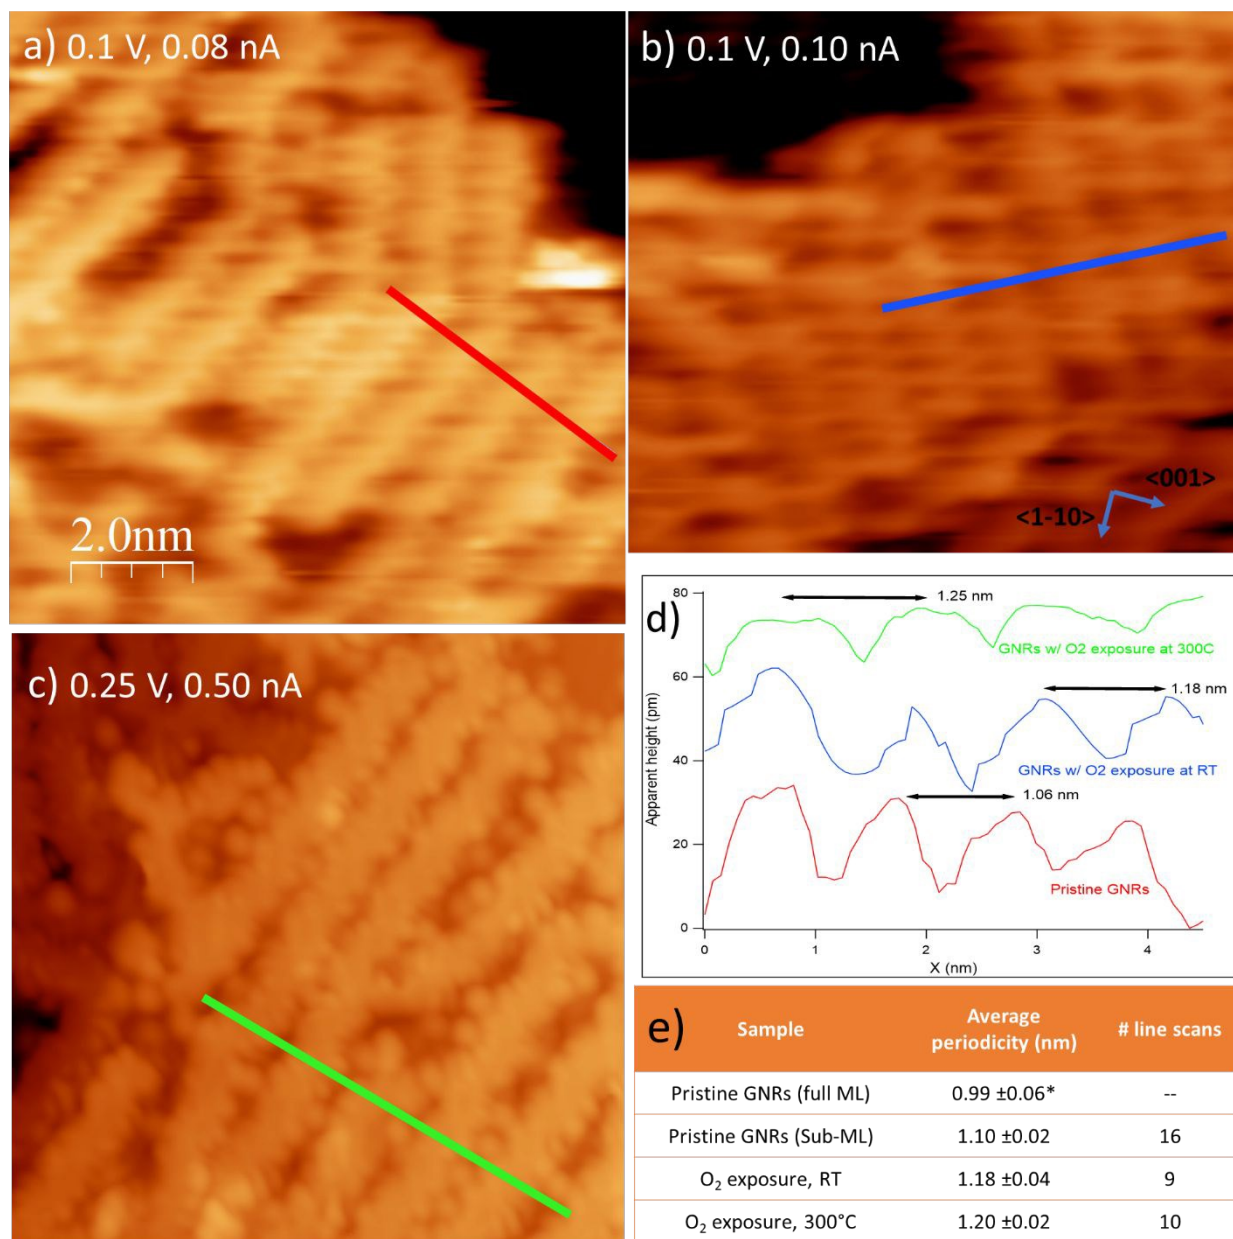 a) 0.1 V, 0.08 nA
2.0nm
b) 0.1 V, 0.10 nA
<001>
<1-10>
c) 0.25 V, 0.50 nA
d)
80
60
40
20
0
Apparent height (pm)
1.25 nm
GNRs w/ O2 exposure at 300C
1.18 nm
GNRs w/ O2 exposure at RT
1.06 nm
Pristine GNRs
0 1 2 3 4
X (nm)
e) Sample Average periodicity (nm) # line scans
Pristine GNRs (full ML) 0.99 ±0.06* --
Pristine GNRs (Sub-ML) 1.10 ±0.02 16
O₂ exposure, RT 1.18 ±0.04 9
O₂ exposure, 300°C 1.20 ±0.02 10